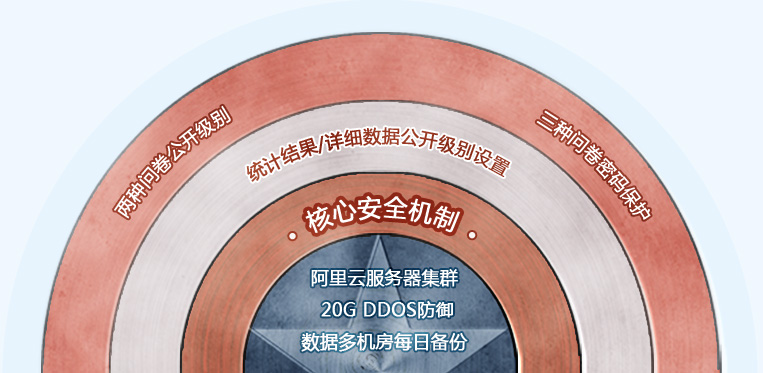 两种问卷公开级别
三种问卷密码保护
统计结果/详细数据公开级别设置
核心安全机制
阿里云服务器集群
20G DDOS防御
数据多机房每日备份